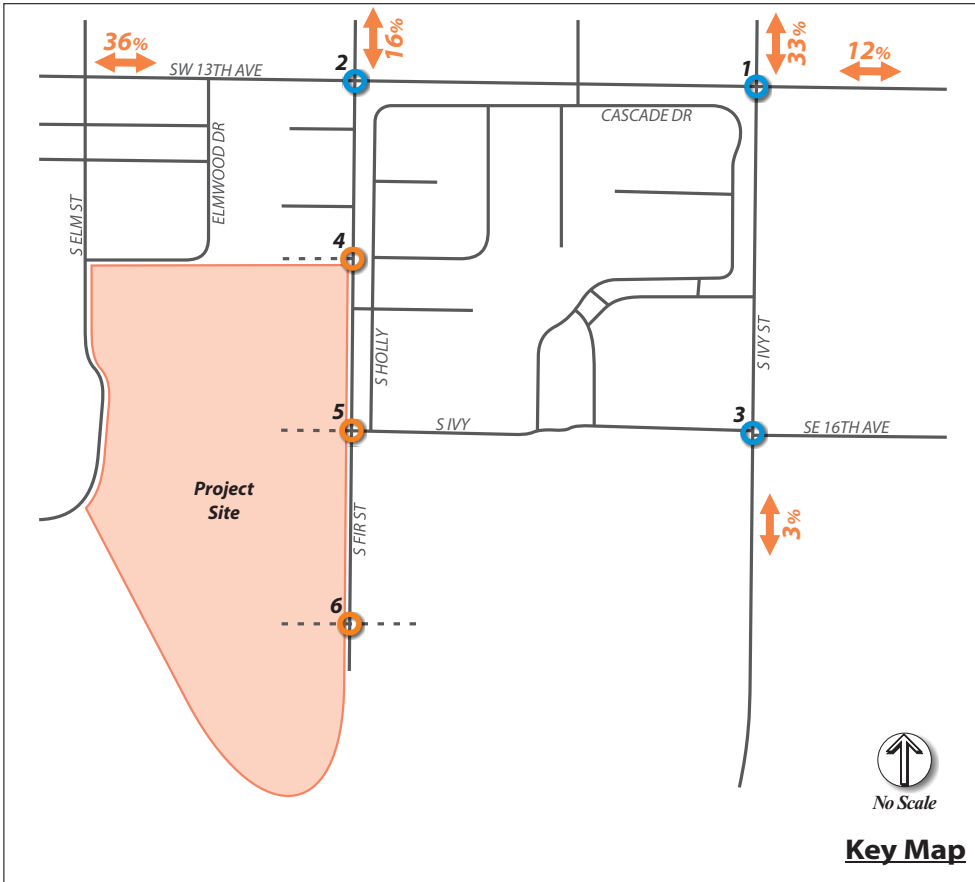 36%
16%
33%
12%
SW 13TH AVE
2
1
CASCADE DR
ELMWOOD DR
S ELM ST
4
S HOLLY
S IVY ST
5
S IVY
3
SE 16TH AVE
Project
Site
S FIR ST
3%
6
No Scale
Key Map